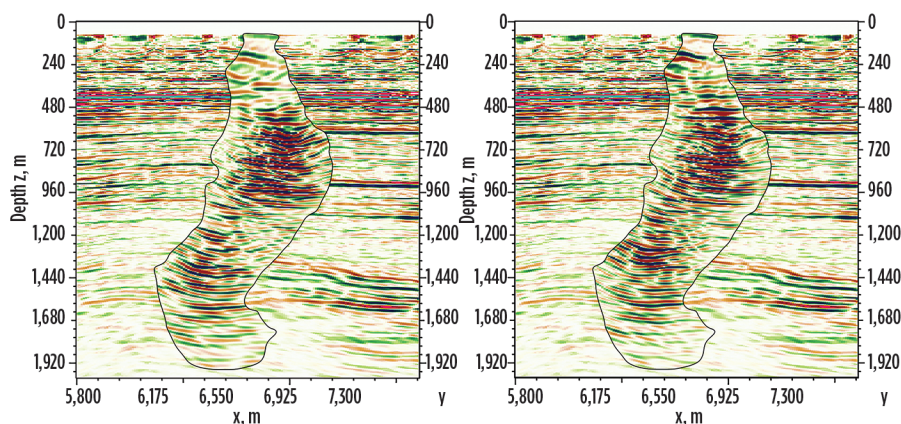 0 0 0 0
240 240 240 240
480 480 480 480
720 720 720 720
960 960 960 960
1,200 1,200 1,200 1,200
1,440 1,440 1,440 1,440
1,680 1,680 1,680 1,680
1,920 1,920 1,920 1,920
Depth z, m
Depth z, m
5,800 6,175 6,550 6,925 7,300 y
x, m
5,800 6,175 6,550 6,925 7,300 y
x, m